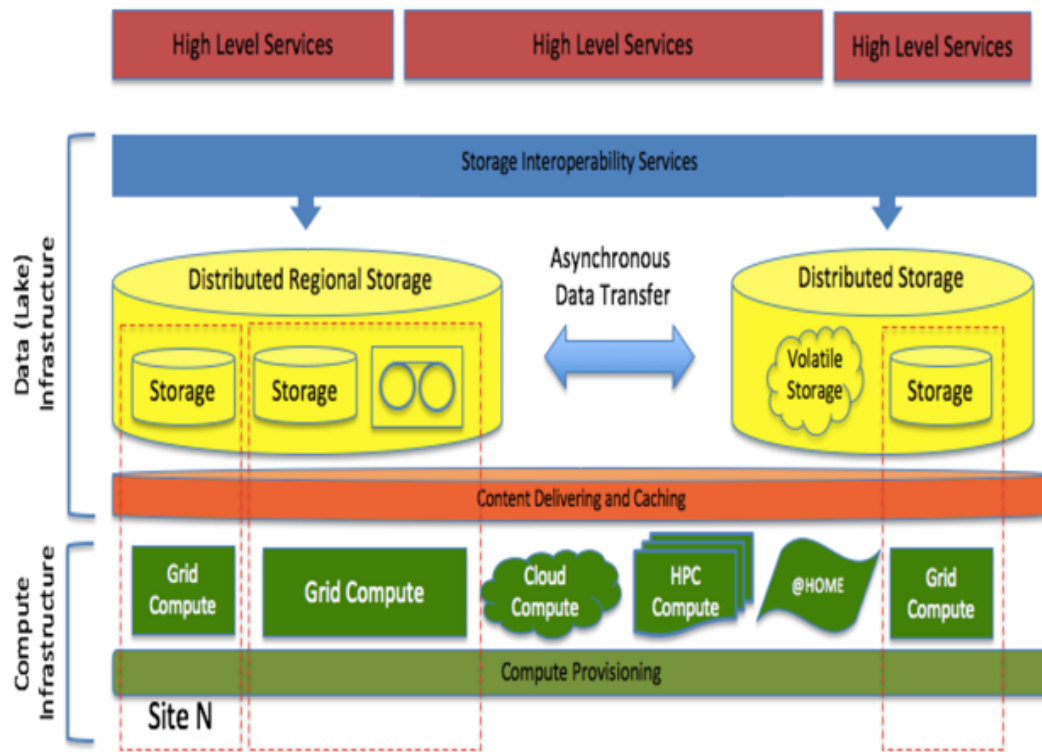 High Level Services
High Level Services
High Level Services
Storage Interoperability Services
Data (Lake)
Infrastructure
Distributed Regional Storage
Asynchronous
Data Transfer
Distributed Storage
Storage
Storage
Volatile
Storage
Storage
Content Delivering and Caching
Compute
Infrastructure
Grid
Compute
Grid Compute
Cloud
Compute
HPC
Compute
@HOME
Grid
Compute
Compute Provisioning
Site N